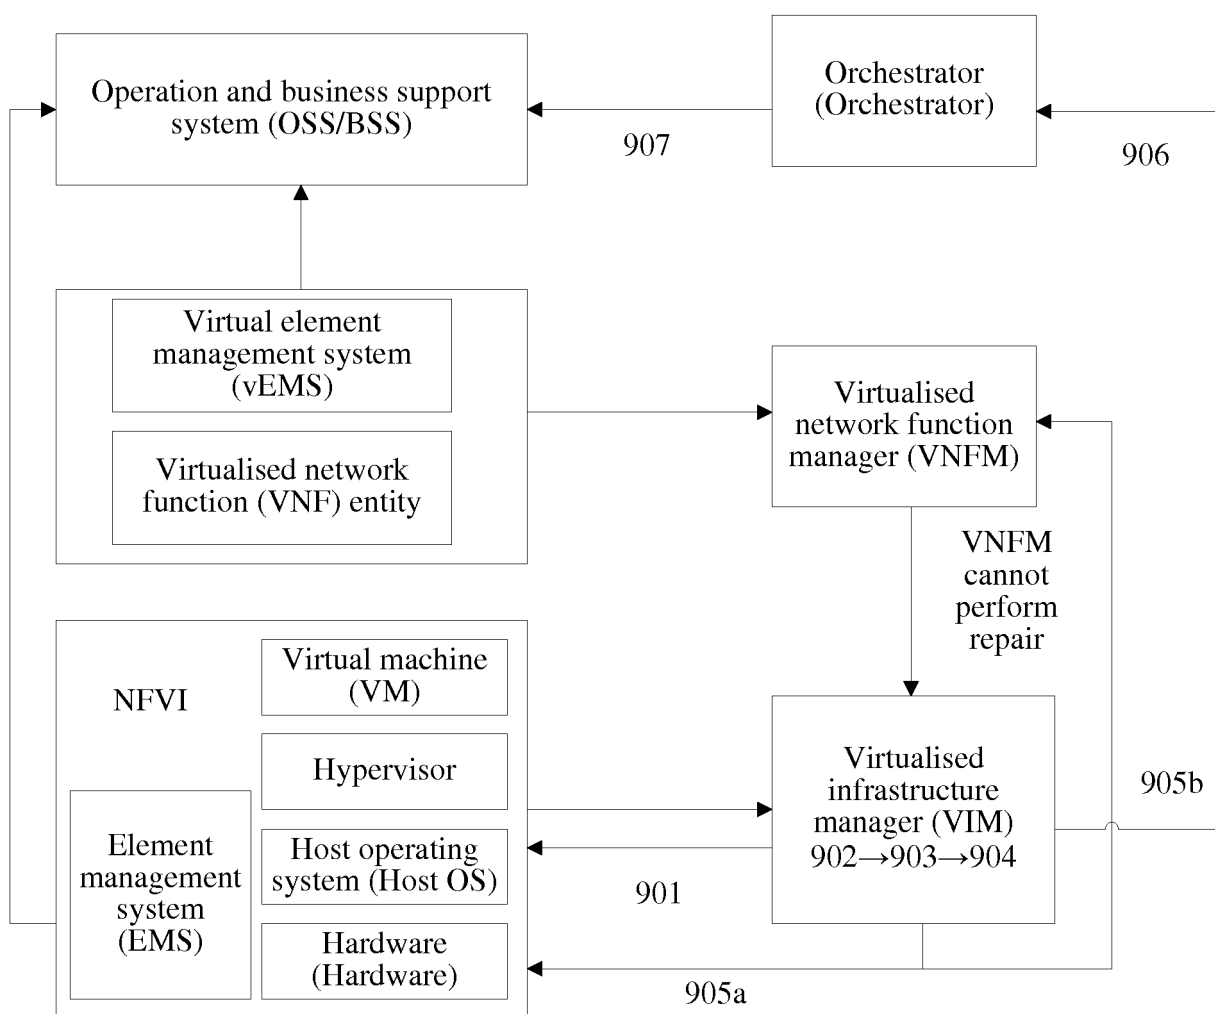 Operation and business support
system (OSS/BSS)
907
Orchestrator
(Orchestrator)
906
Virtual element
management system
(vEMS)
Virtualised network
function (VNF) entity
Virtualised
network function
manager (VNFM)
VNFM
cannot
perform
repair
NFVI
Virtual machine
(VM)
Hypervisor
Host operating
system (Host OS)
Hardware
(Hardware)
Element
management
system
(EMS)
901
905a
Virtualised
infrastructure
manager (VIM)
902→903→904
905b